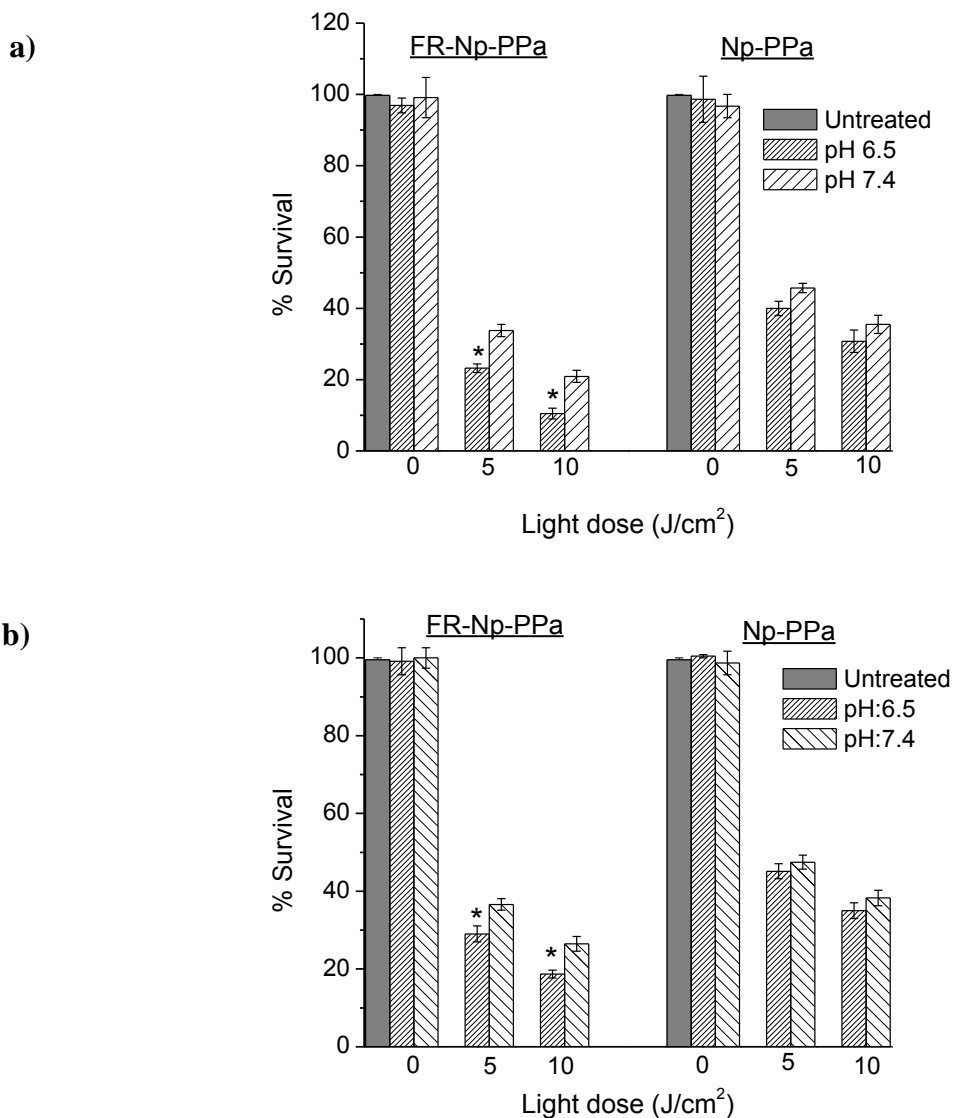 a)
120
100
80
60
40
20
0
% Survival
FR-Np-PPa
Np-PPa
Untreated
pH 6.5
pH 7.4
*
*
0 5 10 0 5 10
Light dose (J/cm²)
b)
100
80
60
40
20
0
% Survival
FR-Np-PPa
Np-PPa
Untreated
pH:6.5
pH:7.4
*
*
0 5 10 0 5 10
Light dose (J/cm²)